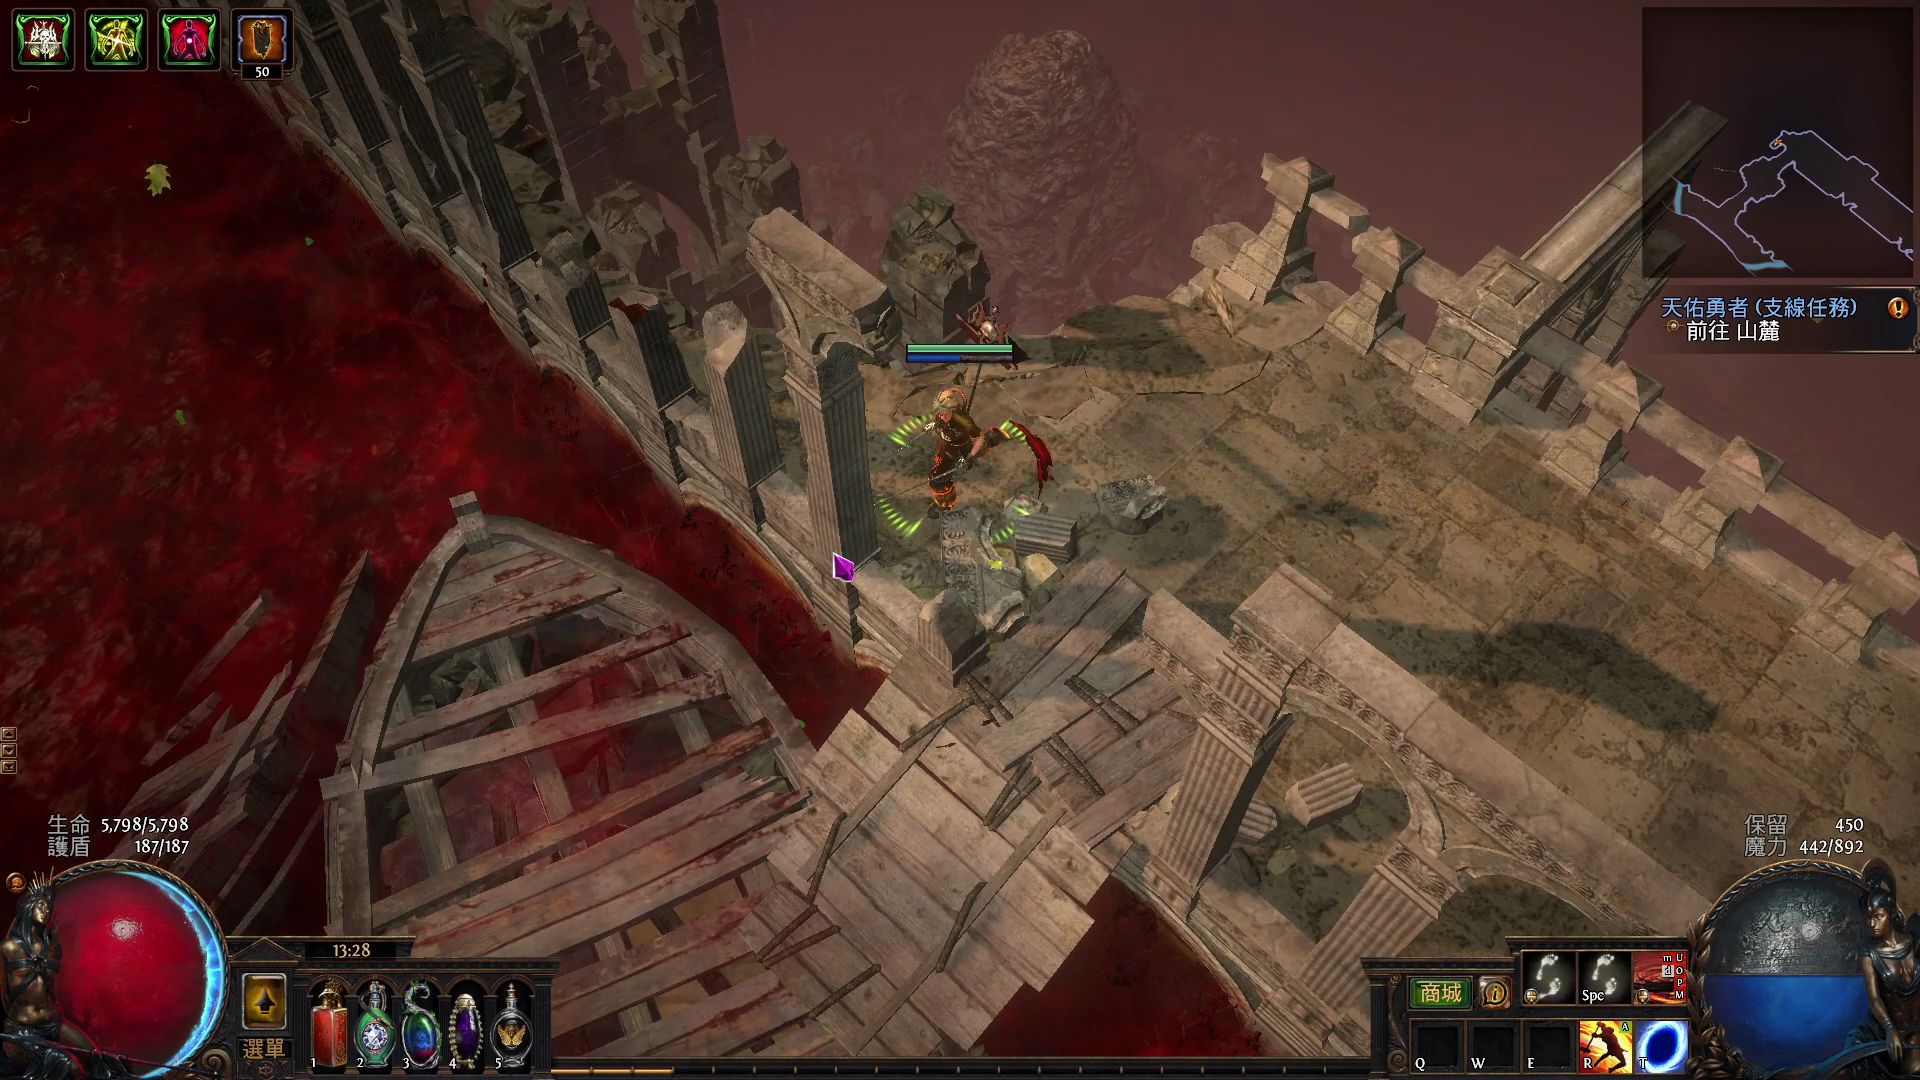 50
天佑勇者 (支線任務)
前往 山麓
生命 5,798/5,798
護盾 187/187
保留 450
魔力 442/892
13:28
選單
1
2
3
4
5
商城
Spc
m U
d O
P
M
Q
W
E
R
A
T